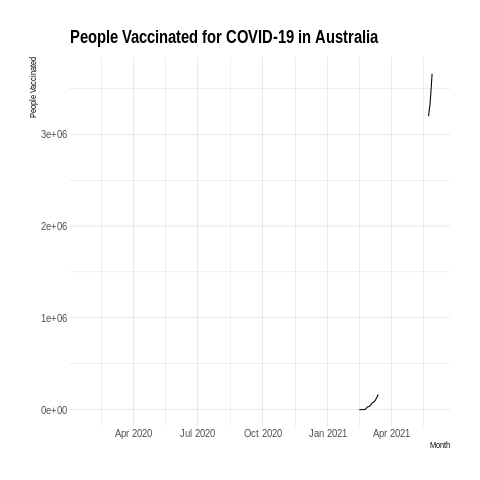 People Vaccinated for COVID-19 in Australia
People Vaccinated
3e+06
2e+06
1e+06
0e+00
Apr 2020 Jul 2020 Oct 2020 Jan 2021 Apr 2021
Month